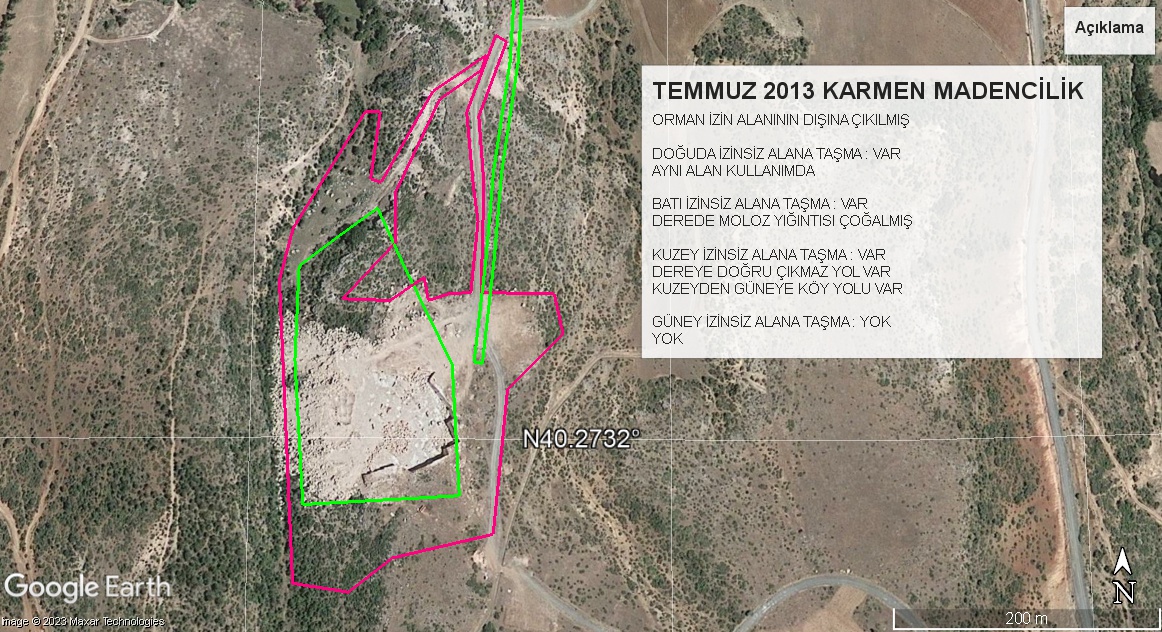 Açıklama
TEMMUZ 2013 KARMEN MADENCİLİK
ORMAN İZİN ALANININ DIŞINA ÇIKILMIŞ
DOĞUDA İZİNSİZ ALANA TAŞMA : VAR
AYNI ALAN KULLANIMDA
BATI İZİNSİZ ALANA TAŞMA : VAR
DEREDE MOLOZ YIĞINTISI ÇOĞALMIŞ
KUZEY İZİNSİZ ALANA TAŞMA : VAR
DEREYE DOĞRU ÇIKMAZ YOL VAR
KUZEYDEN GÜNEYE KÖY YOLU VAR
GÜNEY İZİNSİZ ALANA TAŞMA : YOK
YOK
N40.2732°
Google Earth
Image © 2023 Maxar Technologies
N
200 m